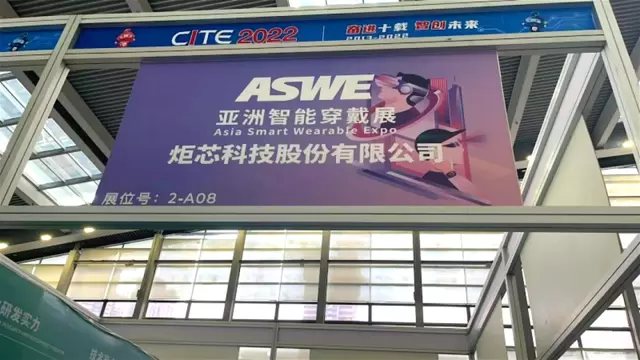 CITE 2022
奋进十载 智创未来
2013-2022
ASWE
亚洲智能穿戴展
Asia Smart Wearable Expo
炬芯科技股份有限公司
展位号：2-A08
研发实力